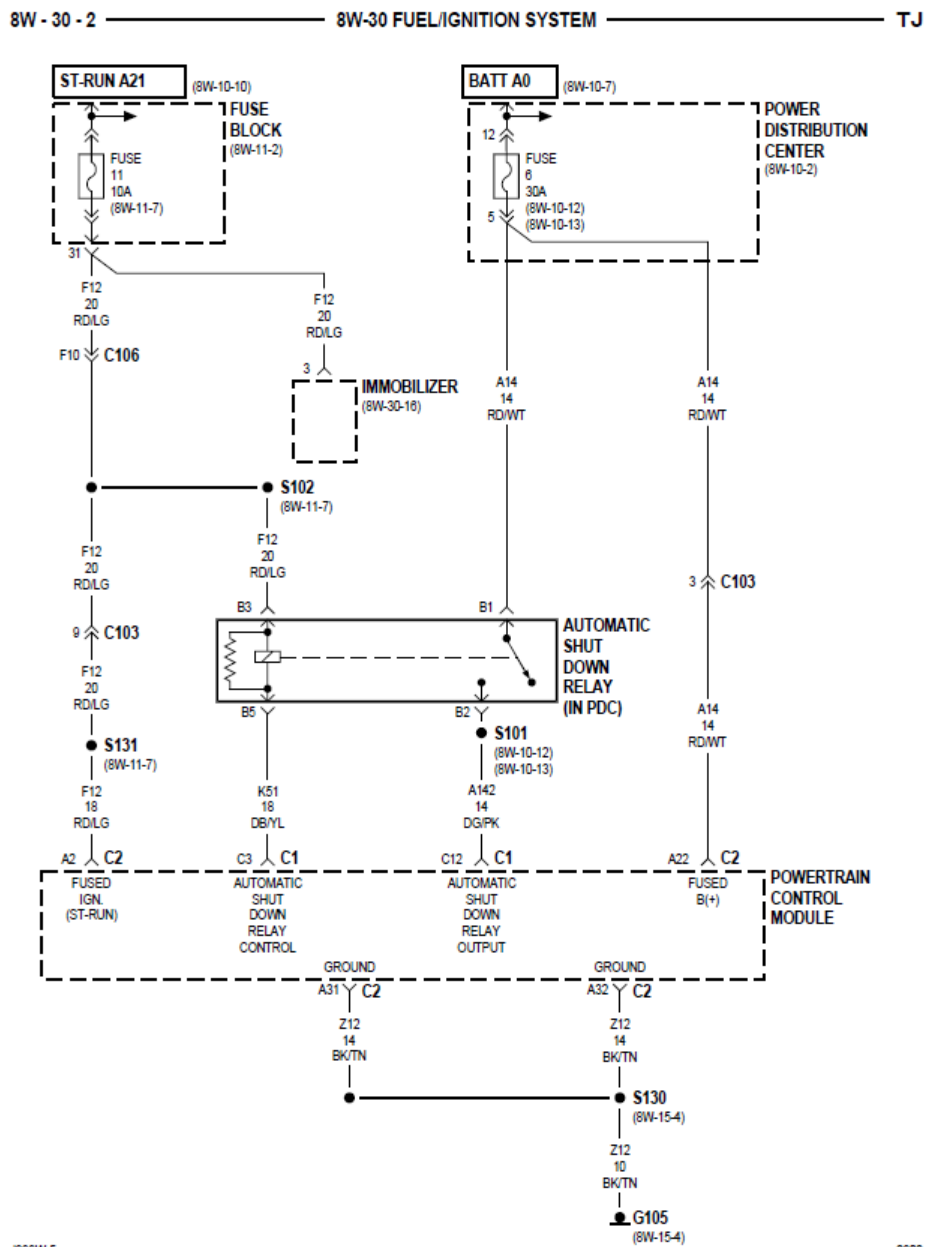 8W - 30 - 2
8W-30 FUEL/IGNITION SYSTEM
TJ
ST-RUN A21
(8W-10-10)
BATT A0
(8W-10-7)
FUSE
BLOCK
(8W-11-2)
FUSE
11
10A
(8W-11-7)
31
POWER
DISTRIBUTION
CENTER
(8W-10-2)
12
FUSE
6
30A
(8W-10-12)
(8W-10-13)
5
F12
20
RD/LG
F10
C106
F12
20
RD/LG
3
IMMOBILIZER
(8W-30-16)
A14
14
RD/WT
A14
14
RD/WT
S102
(8W-11-7)
F12
20
RD/LG
F12
20
RD/LG
3
C103
9
C103
B3
B1
AUTOMATIC
SHUT
DOWN
RELAY
(IN PDC)
F12
20
RD/LG
B5
B2
S131
(8W-11-7)
S101
(8W-10-12)
(8W-10-13)
A14
14
RD/WT
F12
18
RD/LG
K51
18
DB/YL
A142
14
DG/PK
A2
C2
C3
C1
C12
C1
A22
C2
FUSED
IGN.
(ST-RUN)
AUTOMATIC
SHUT
DOWN
RELAY
CONTROL
AUTOMATIC
SHUT
DOWN
RELAY
OUTPUT
FUSED
B(+)
POWERTRAIN
CONTROL
MODULE
GROUND
GROUND
A31
C2
A32
C2
Z12
14
BK/TN
Z12
14
BK/TN
S130
(8W-15-4)
Z12
10
BK/TN
G105
(8W-15-4)